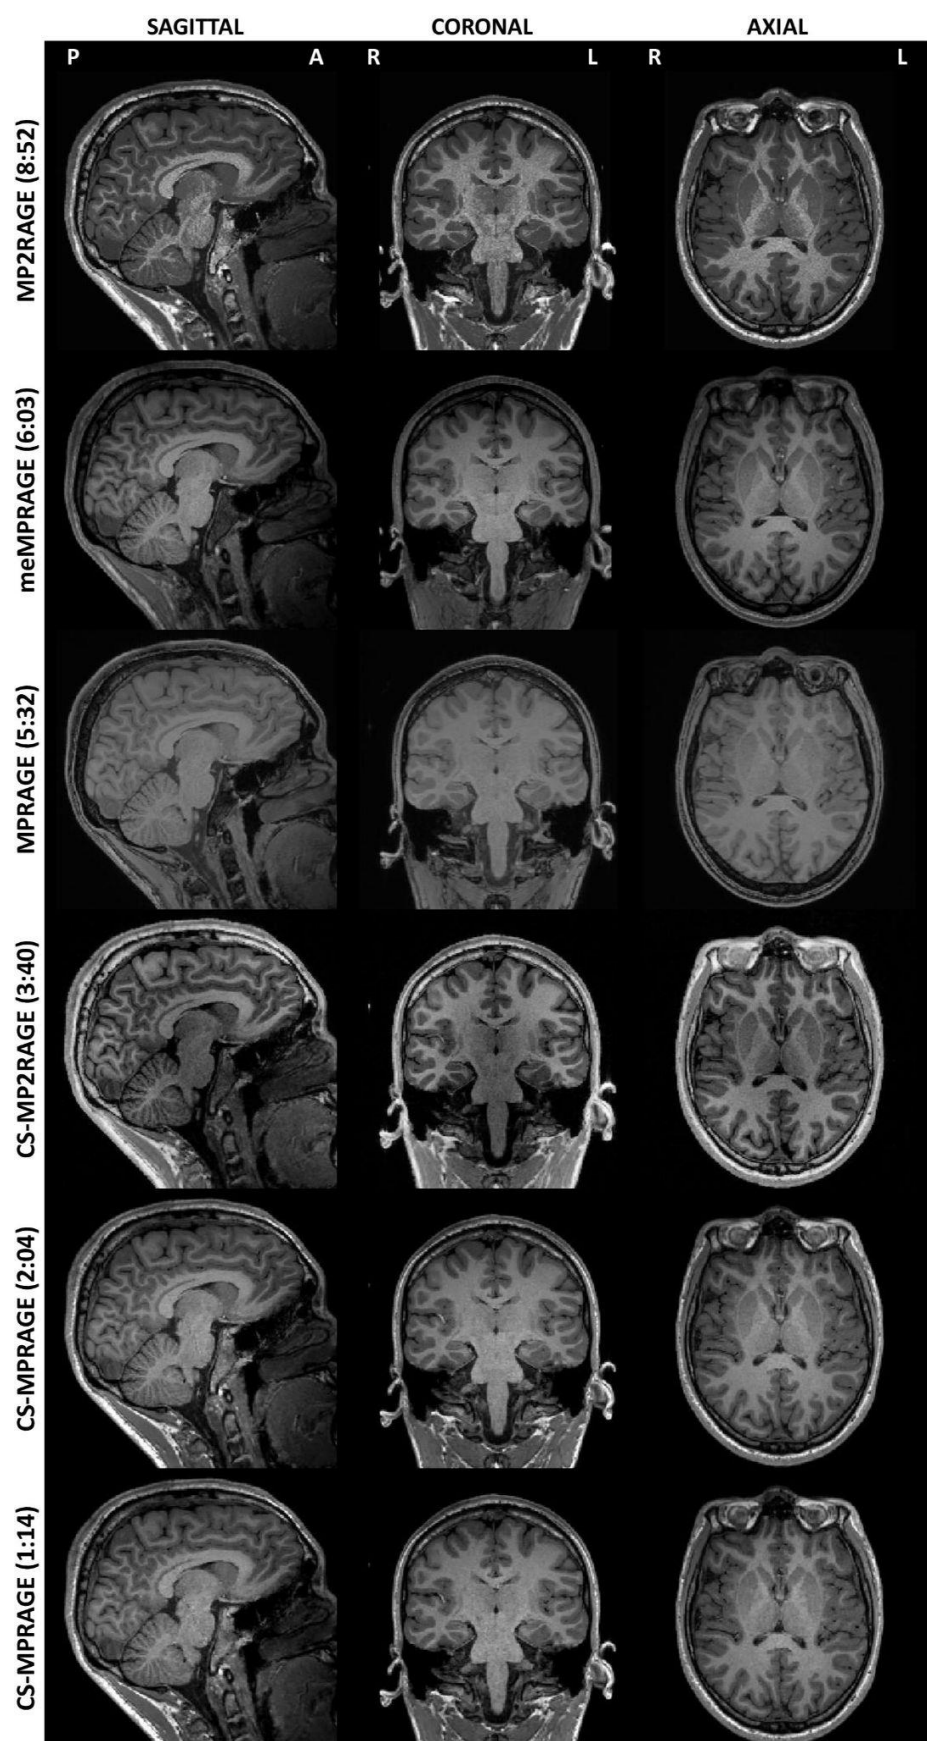 SAGITTAL CORONAL AXIAL
P A R L R L
MP2RAGE (8:52)
meMPRAGE (6:03)
MPRAGE (5:32)
CS-MP2RAGE (3:40)
CS-MPRAGE (2:04)
CS-MPRAGE (1:14)